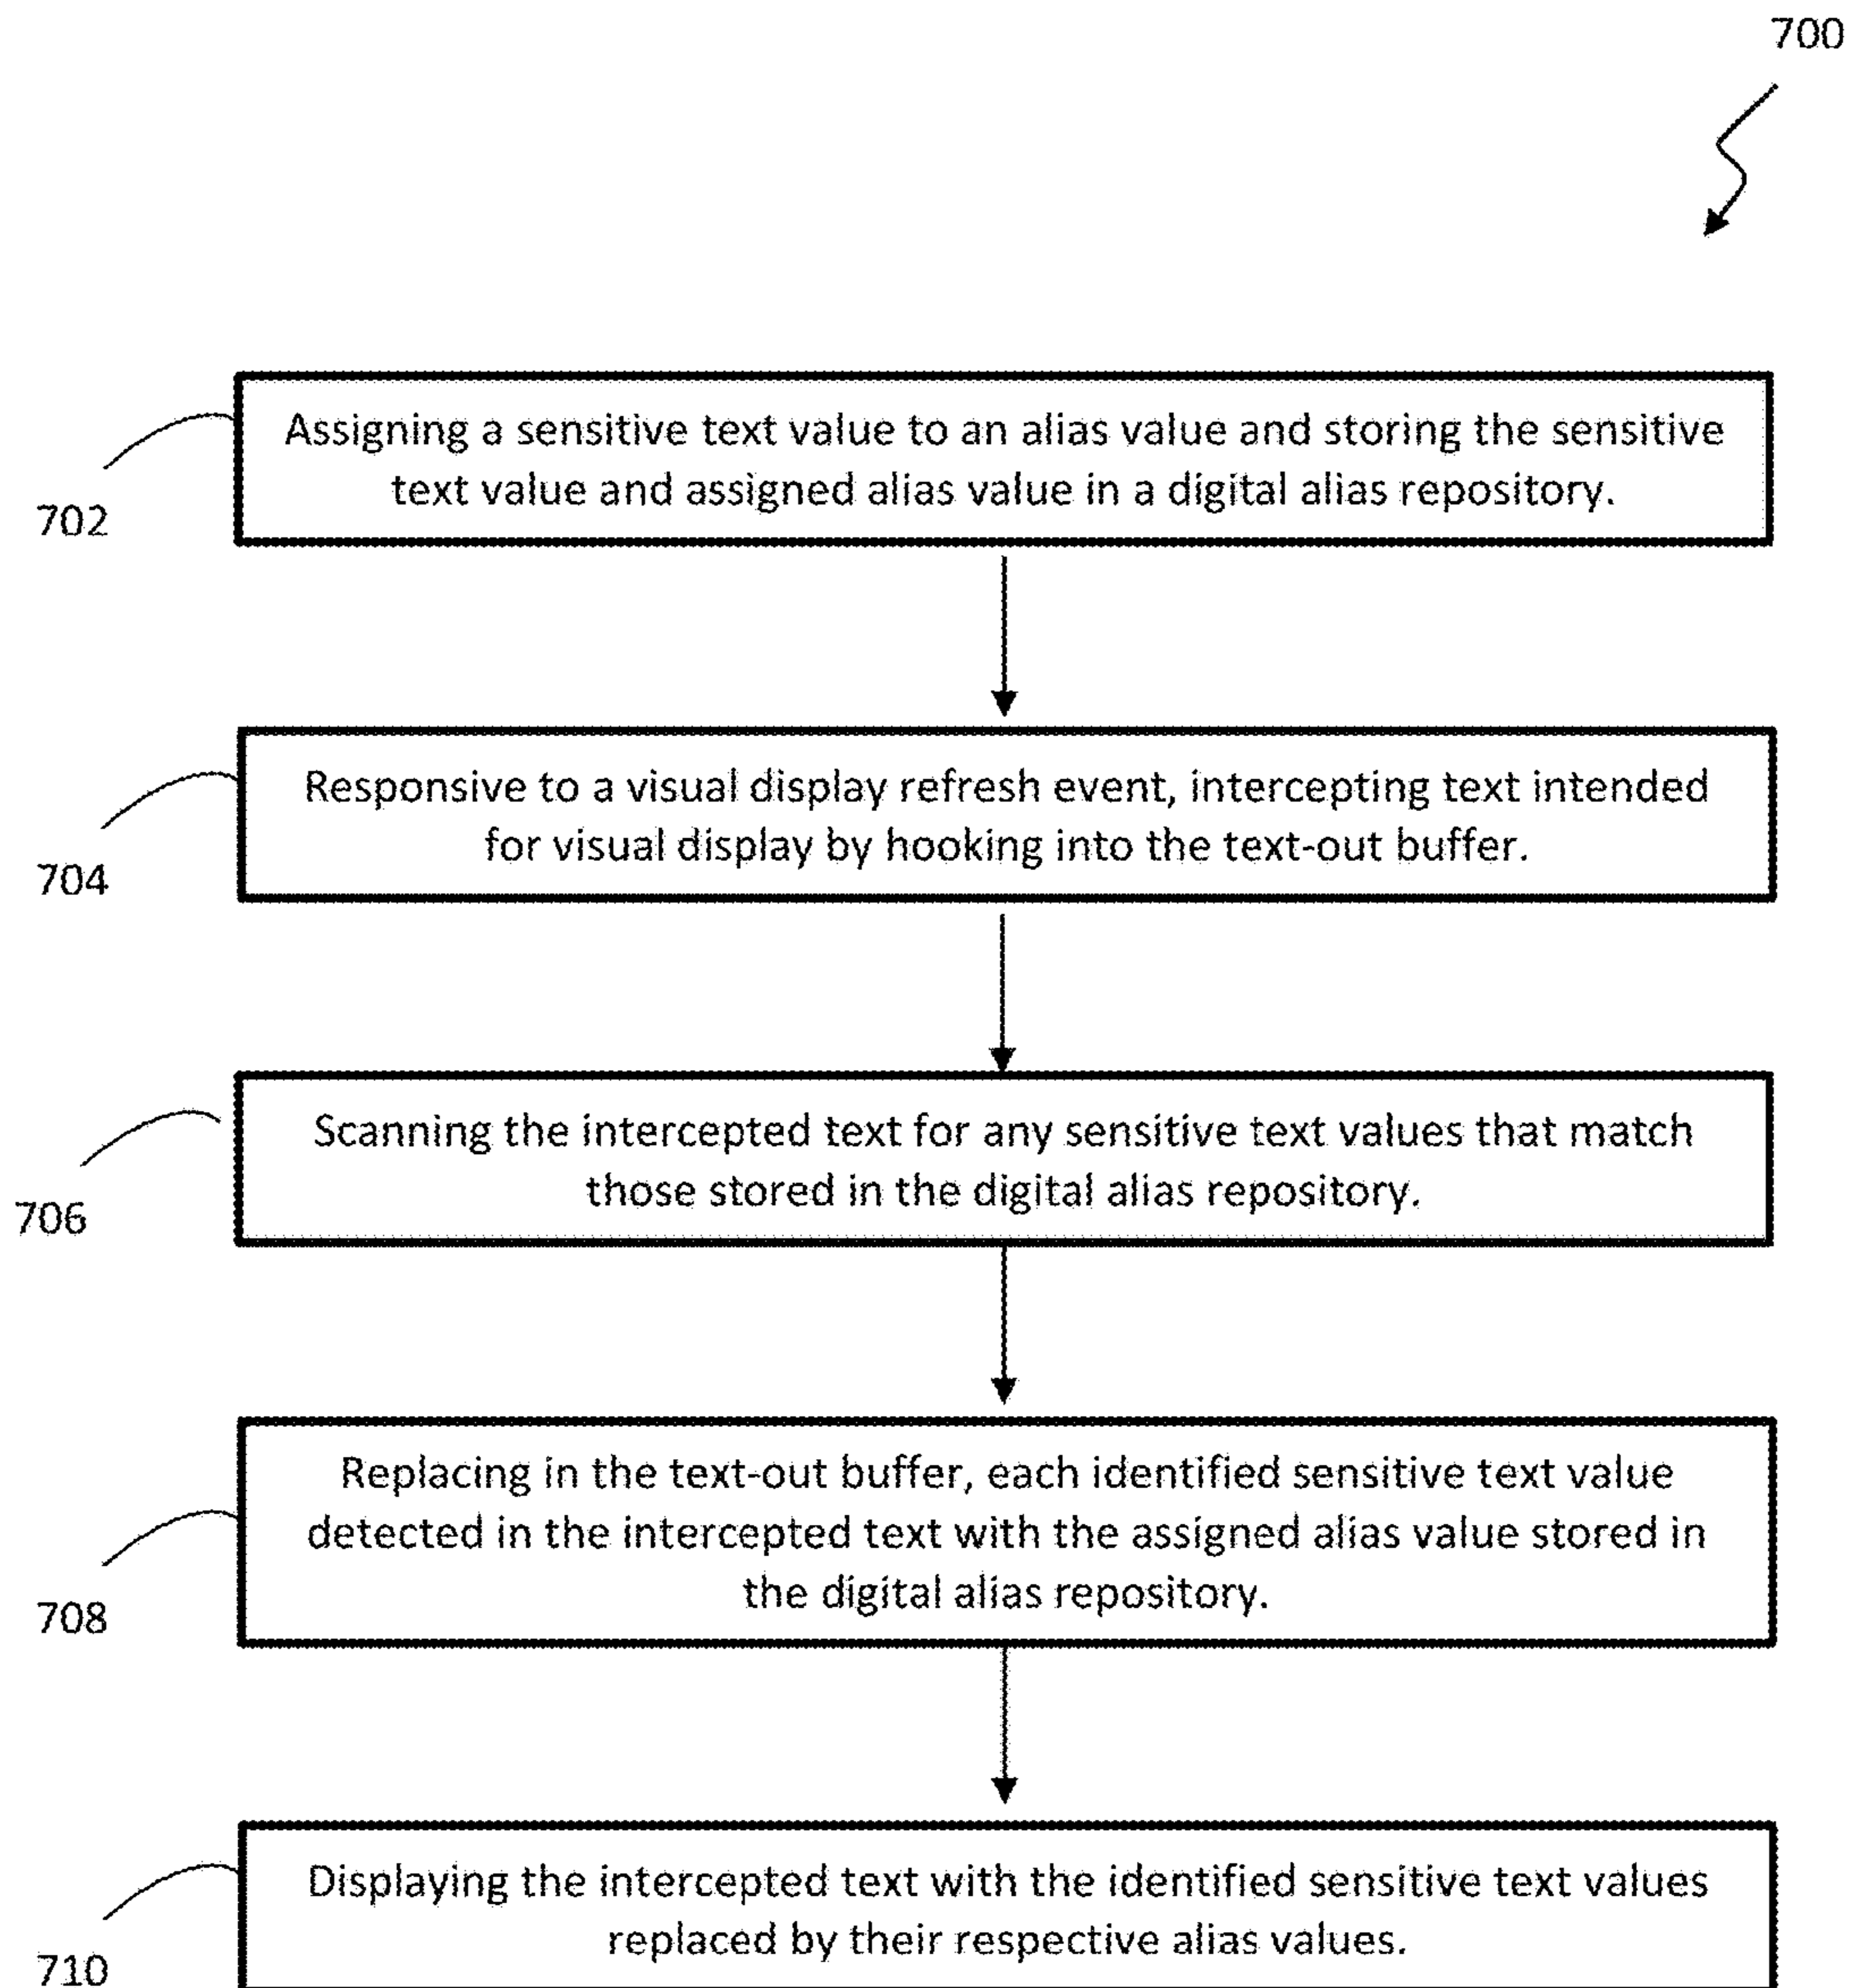 700
Assigning a sensitive text value to an alias value and storing the sensitive
text value and assigned alias value in a digital alias repository.
702
Responsive to a visual display refresh event, intercepting text intended
for visual display by hooking into the text-out buffer.
704
Scanning the intercepted text for any sensitive text values that match
those stored in the digital alias repository.
706
Replacing in the text-out buffer, each identified sensitive text value
detected in the intercepted text with the assigned alias value stored in
the digital alias repository.
708
Displaying the intercepted text with the identified sensitive text values
replaced by their respective alias values.
710